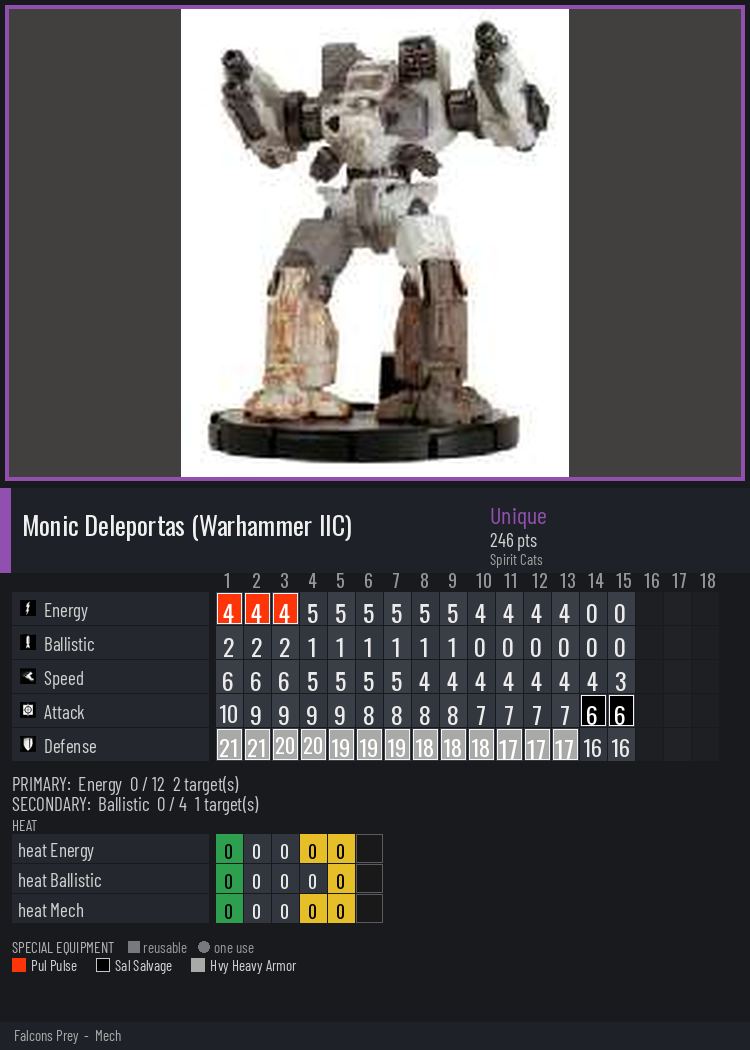 Monic Deleportas (Warhammer IIC)
Unique
246 pts
Spirit Cats
1 2 3 4 5 6 7 8 9 10 11 12 13 14 15 16 17 18
Energy 4 4 4 5 5 5 5 5 5 4 4 4 4 0 0
Ballistic 2 2 2 1 1 1 1 1 1 0 0 0 0 0 0
Speed 6 6 6 5 5 5 5 4 4 4 4 4 4 4 3
Attack 10 9 9 9 9 8 8 8 8 7 7 7 7 6 6
Defense 21 21 20 20 19 19 19 18 18 18 17 17 17 16 16
PRIMARY: Energy 0 / 12 2 target(s)
SECONDARY: Ballistic 0 / 4 1 target(s)
HEAT
heat Energy 0 0 0 0 0
heat Ballistic 0 0 0 0 0
heat Mech 0 0 0 0 0
SPECIAL EQUIPMENT reusable one use
Pul Pulse Sal Salvage Hvy Heavy Armor
Falcons Prey - Mech